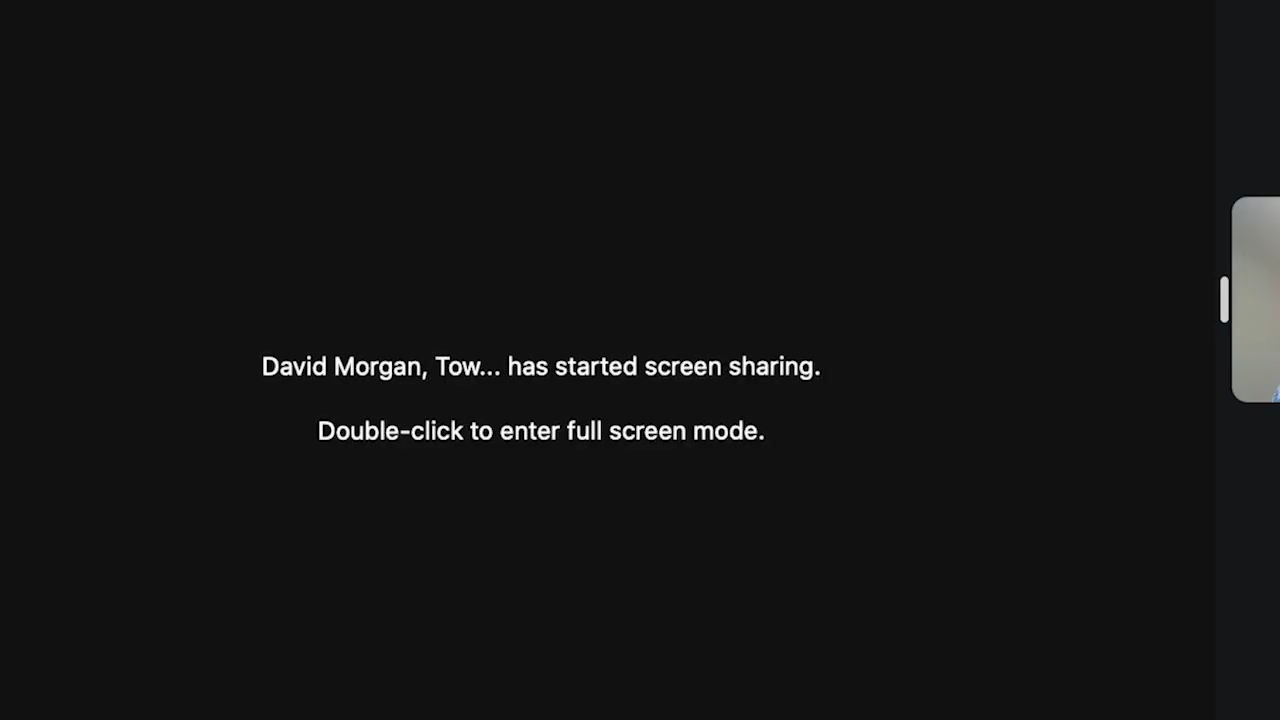 David Morgan, Tow... has started screen sharing.
Double-click to enter full screen mode.